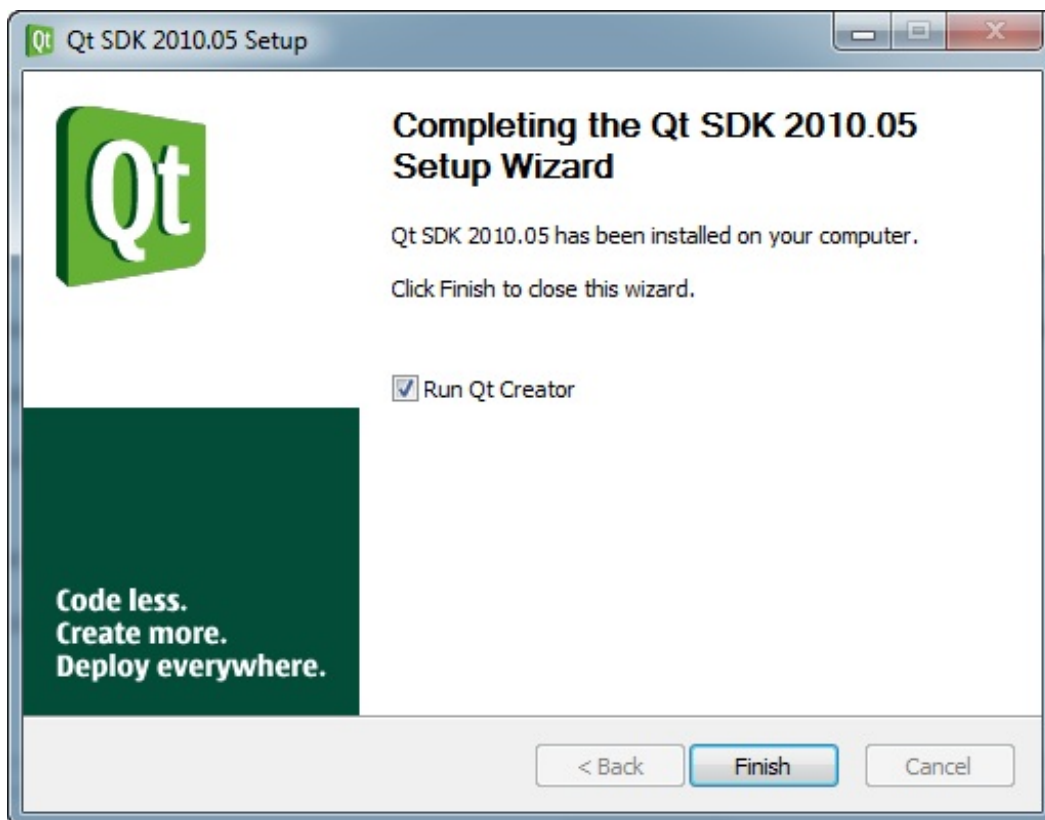 Qt SDK 2010.05 Setup
Qt
Completing the Qt SDK 2010.05
Setup Wizard
Qt SDK 2010.05 has been installed on your computer.
Click Finish to close this wizard.
Run Qt Creator
Code less.
Create more.
Deploy everywhere.
< Back
Finish
Cancel